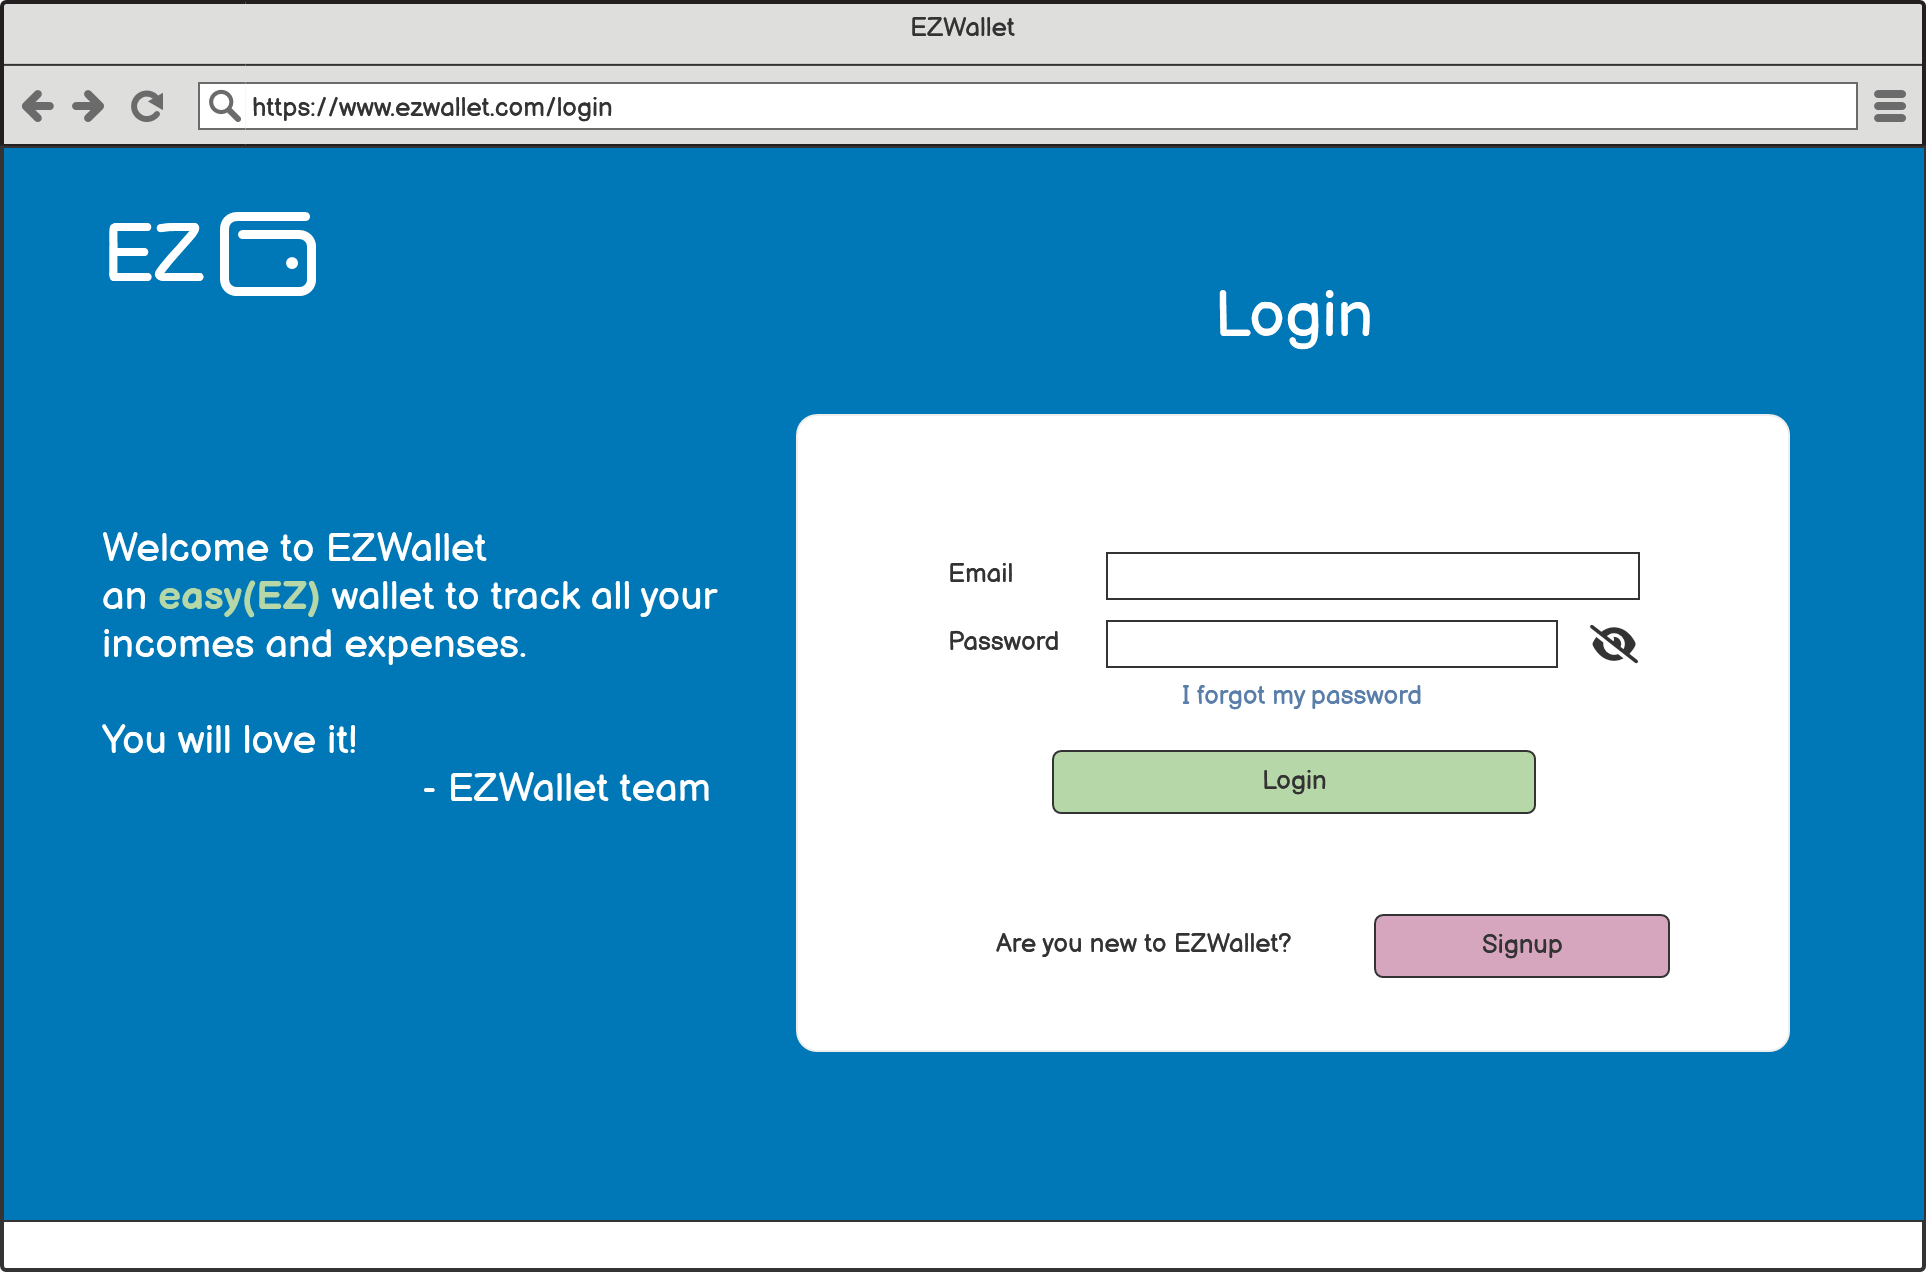 EZWallet
https://www.ezwallet.com/login
EZ
Login
Welcome to EZWallet
an easy(EZ) wallet to track all your
incomes and expenses.
You will love it!
- EZWallet team
Email
Password
I forgot my password
Login
Are you new to EZWallet?
Signup